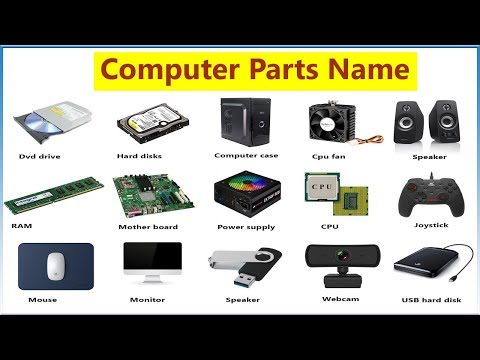 Computer Parts Name
Dvd drive
Hard disks
Computer case
Cpu fan
Speaker
RAM
Mother board
Power supply
CPU
CPU
Joystick
Mouse
Monitor
Speaker
Webcam
USB hard disk